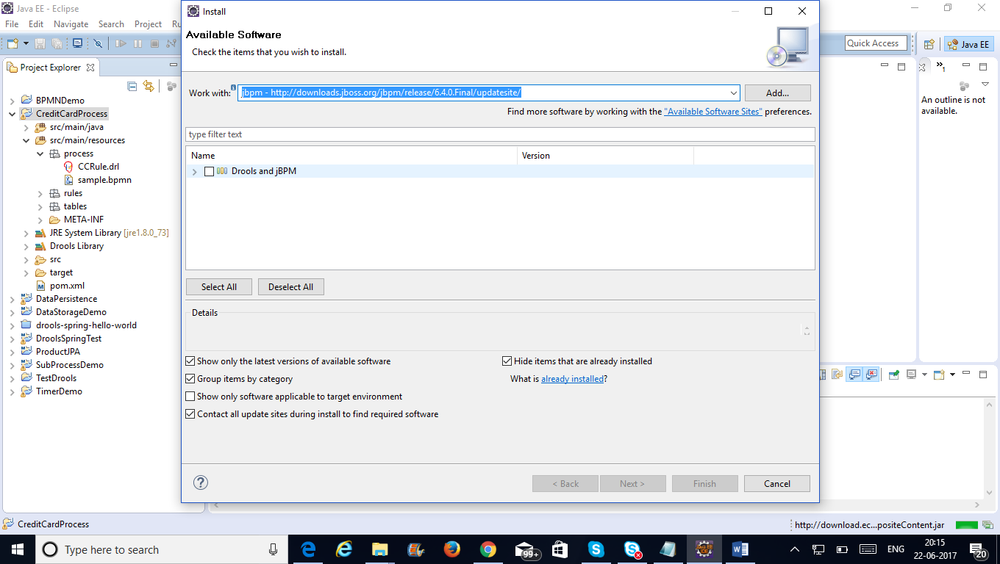 Java EE - Eclipse
File Edit Navigate Search Project Ru
Quick Access
Java EE
Project Explorer
BPMNDemo
CreditCardProcess
src/main/java
src/main/resources
process
CCRule.drl
sample.bpmn
rules
tables
META-INF
JRE System Library [jre1.8.0_73]
Drools Library
src
target
pom.xml
DataPersistence
DataStorageDemo
drools-spring-hello-world
DroolsSpringTest
ProductJPA
SubProcessDemo
TestDrools
TimerDemo
Install
Available Software
Check the items that you wish to install.
Work with: jbpm - http://downloads.jboss.org/jbpm/release/6.4.0.Final/updatesite/ Add...
Find more software by working with the "Available Software Sites" preferences.
type filter text
Name Version
Drools and jBPM
Select All Deselect All
Details
Show only the latest versions of available software Hide items that are already installed
Group items by category What is already installed?
Show only software applicable to target environment
Contact all update sites during install to find required software
< Back Next > Finish Cancel
1
An outline is not
available.
CreditCardProcess http://download.ec...positeContent.jar
Type here to search
99+
ENG
20:15
22-06-2017
20